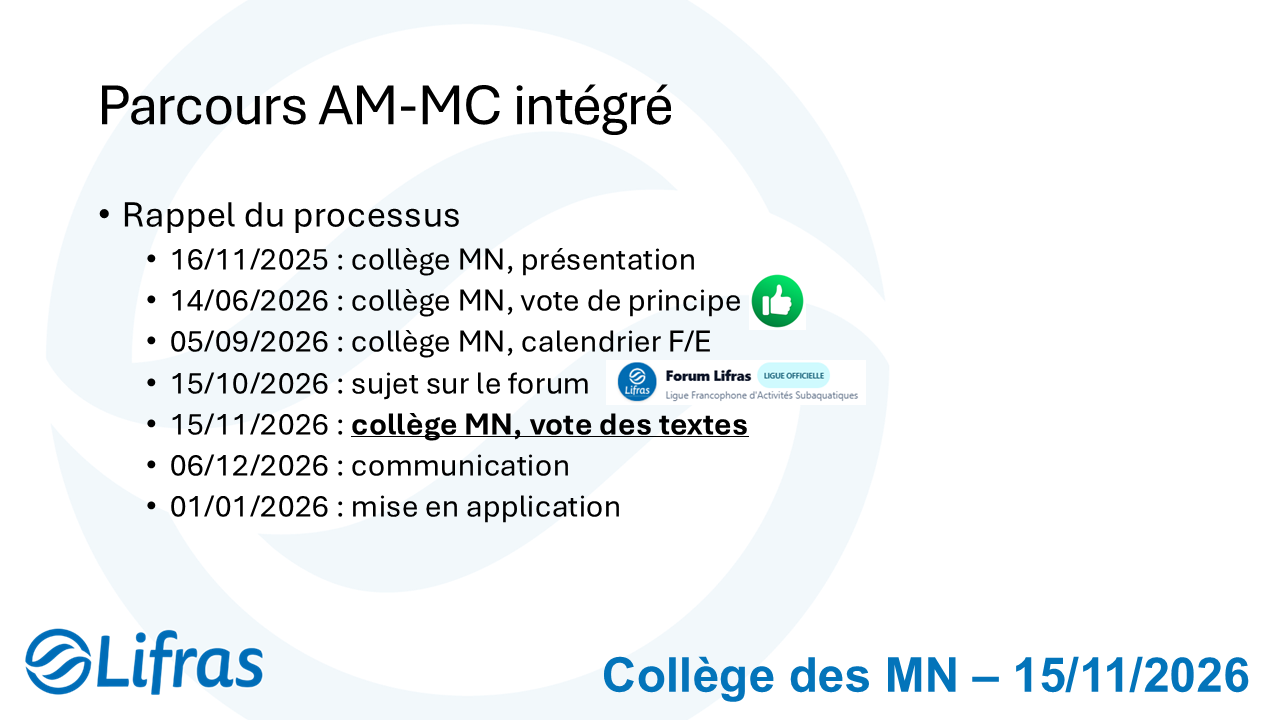 Parcours AM-MC intégré
• Rappel du processus
• 16/11/2025 : collège MN, présentation
• 14/06/2026 : collège MN, vote de principe
• 05/09/2026 : collège MN, calendrier F/E
• 15/10/2026 : sujet sur le forum
Lifras
Forum Lifras LIGUE OFFICIELLE
Ligue Francophone d'Activités Subaquatiques
• 15/11/2026 : collège MN, vote des textes
• 06/12/2026 : communication
• 01/01/2026 : mise en application
Lifras
Collège des MN – 15/11/2026